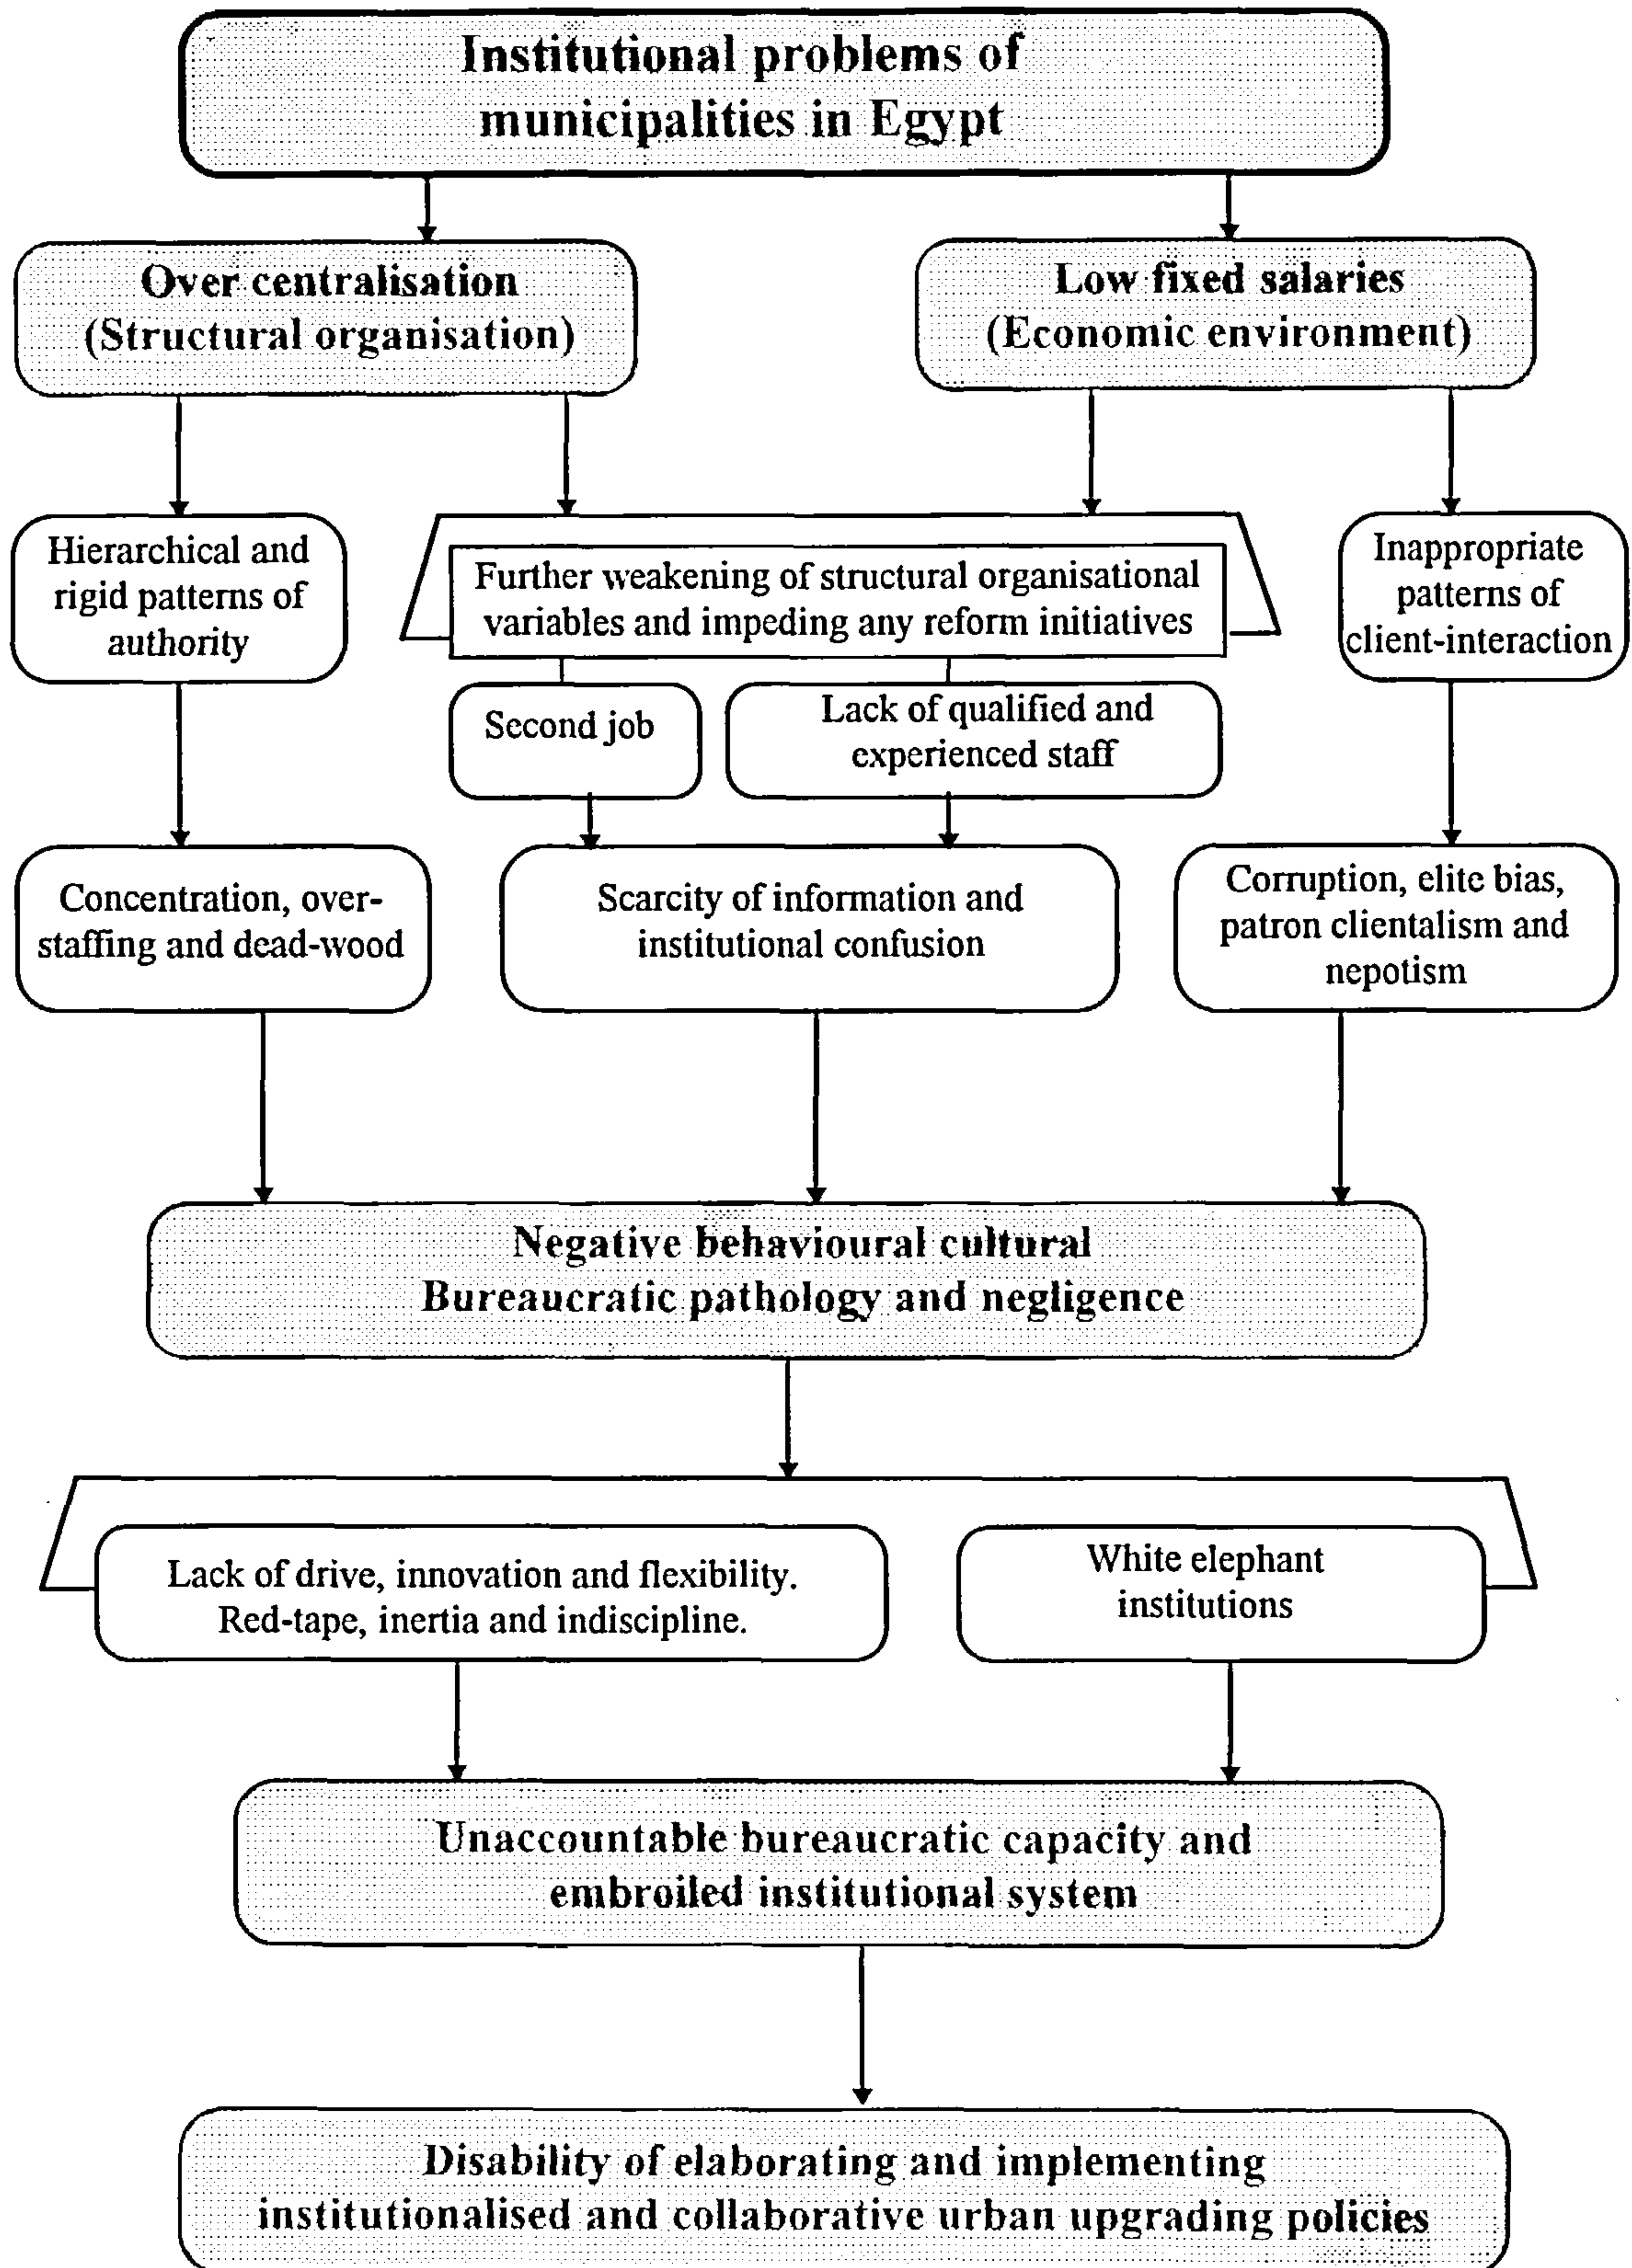 Institutional problems of
municipalities in Egypt
Over centralisation
(Structural organisation)
Low fixed salaries
(Economic environment)
Hierarchical and
rigid patterns of
authority
Further weakening of structural organisational
variables and impeding any reform initiatives
Inappropriate
patterns of
client-interaction
Second job
Lack of qualified and
experienced staff
Concentration, over-
staffing and dead-wood
Scarcity of information and
institutional confusion
Corruption, elite bias,
patron clientalism and
nepotism
Negative behavioural cultural
Bureaucratic pathology and negligence
Lack of drive, innovation and flexibility.
Red-tape, inertia and indiscipline.
White elephant
institutions
Unaccountable bureaucratic capacity and
embroiled institutional system
Disability of elaborating and implementing
institutionalised and collaborative urban upgrading policies